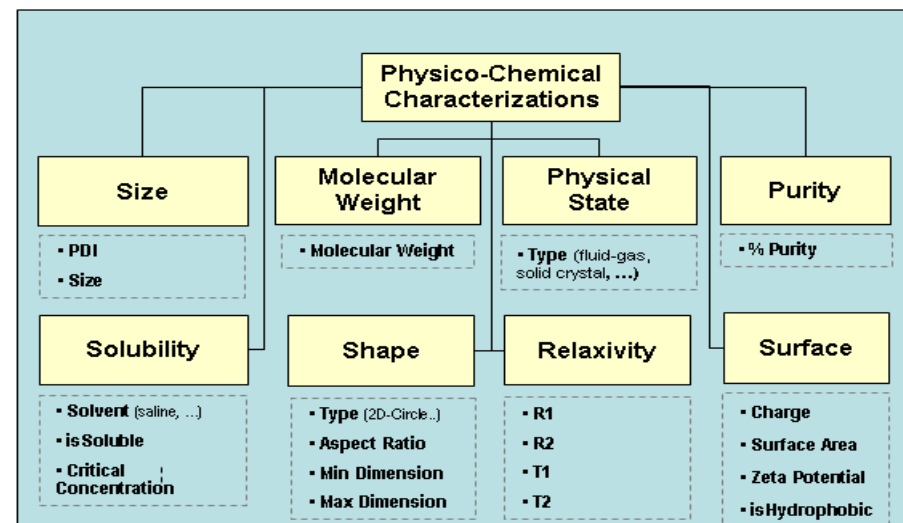 Physico-Chemical
Characterizations
Size
Molecular
Weight
Physical
State
Purity
▪ PDI
▪ Size
▪ Molecular Weight
▪ Type (fluid-gas,
solid crystal, ...)
▪ % Purity
Solubility
Shape
Relaxivity
Surface
▪ Solvent (saline, ...)
▪ isSoluble
▪ Critical
Concentration
▪ Type (2D-Circle..)
▪ Aspect Ratio
▪ Min Dimension
▪ Max Dimension
▪ R1
▪ R2
▪ T1
▪ T2
▪ Charge
▪ Surface Area
▪ Zeta Potential
▪ isHydrophobic